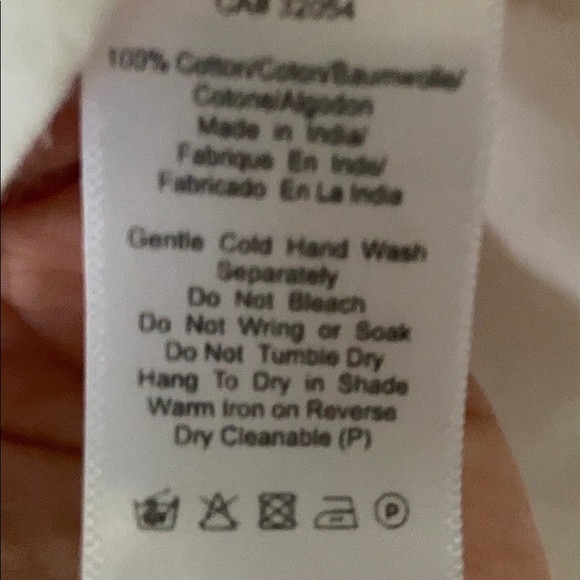 CA# 32054
100% Cotton/Coton/Baumwolle/
Cotone/Algodon
Made in India/
Fabrique En Inde/
Fabricado En La India
Gentle Cold Hand Wash
Separately
Do Not Bleach
Do Not Wring or Soak
Do Not Tumble Dry
Hang To Dry in Shade
Warm Iron on Reverse
Dry Cleanable (P)
P